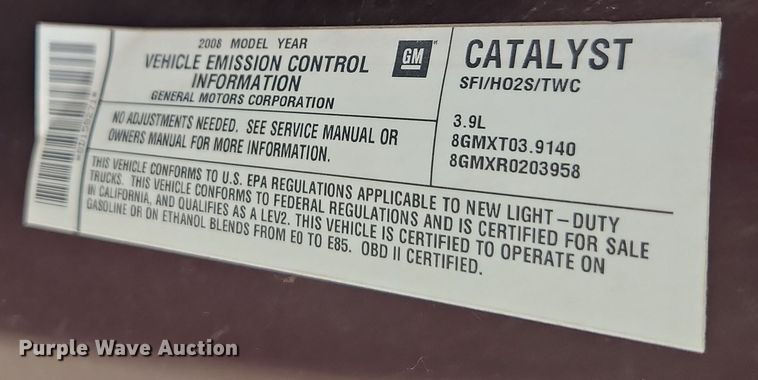 2008 MODEL YEAR
VEHICLE EMISSION CONTROL
INFORMATION
GENERAL MOTORS CORPORATION
GM
CATALYST
SFI/HO2S/TWC
3.9L
8GMXT03.9140
8GMXR0203958
NO ADJUSTMENTS NEEDED. SEE SERVICE MANUAL OR
OWNERS MANUAL FOR MORE INFORMATION.
THIS VEHICLE CONFORMS TO U.S. EPA REGULATIONS APPLICABLE TO NEW LIGHT-DUTY
TRUCKS. THIS VEHICLE CONFORMS TO FEDERAL REGULATIONS AND IS CERTIFIED FOR SALE
IN CALIFORNIA, AND QUALIFIES AS A LEV2. THIS VEHICLE IS CERTIFIED TO OPERATE ON
GASOLINE OR ON ETHANOL BLENDS FROM E0 TO E85. OBD II CERTIFIED.
Purple Wave Auction